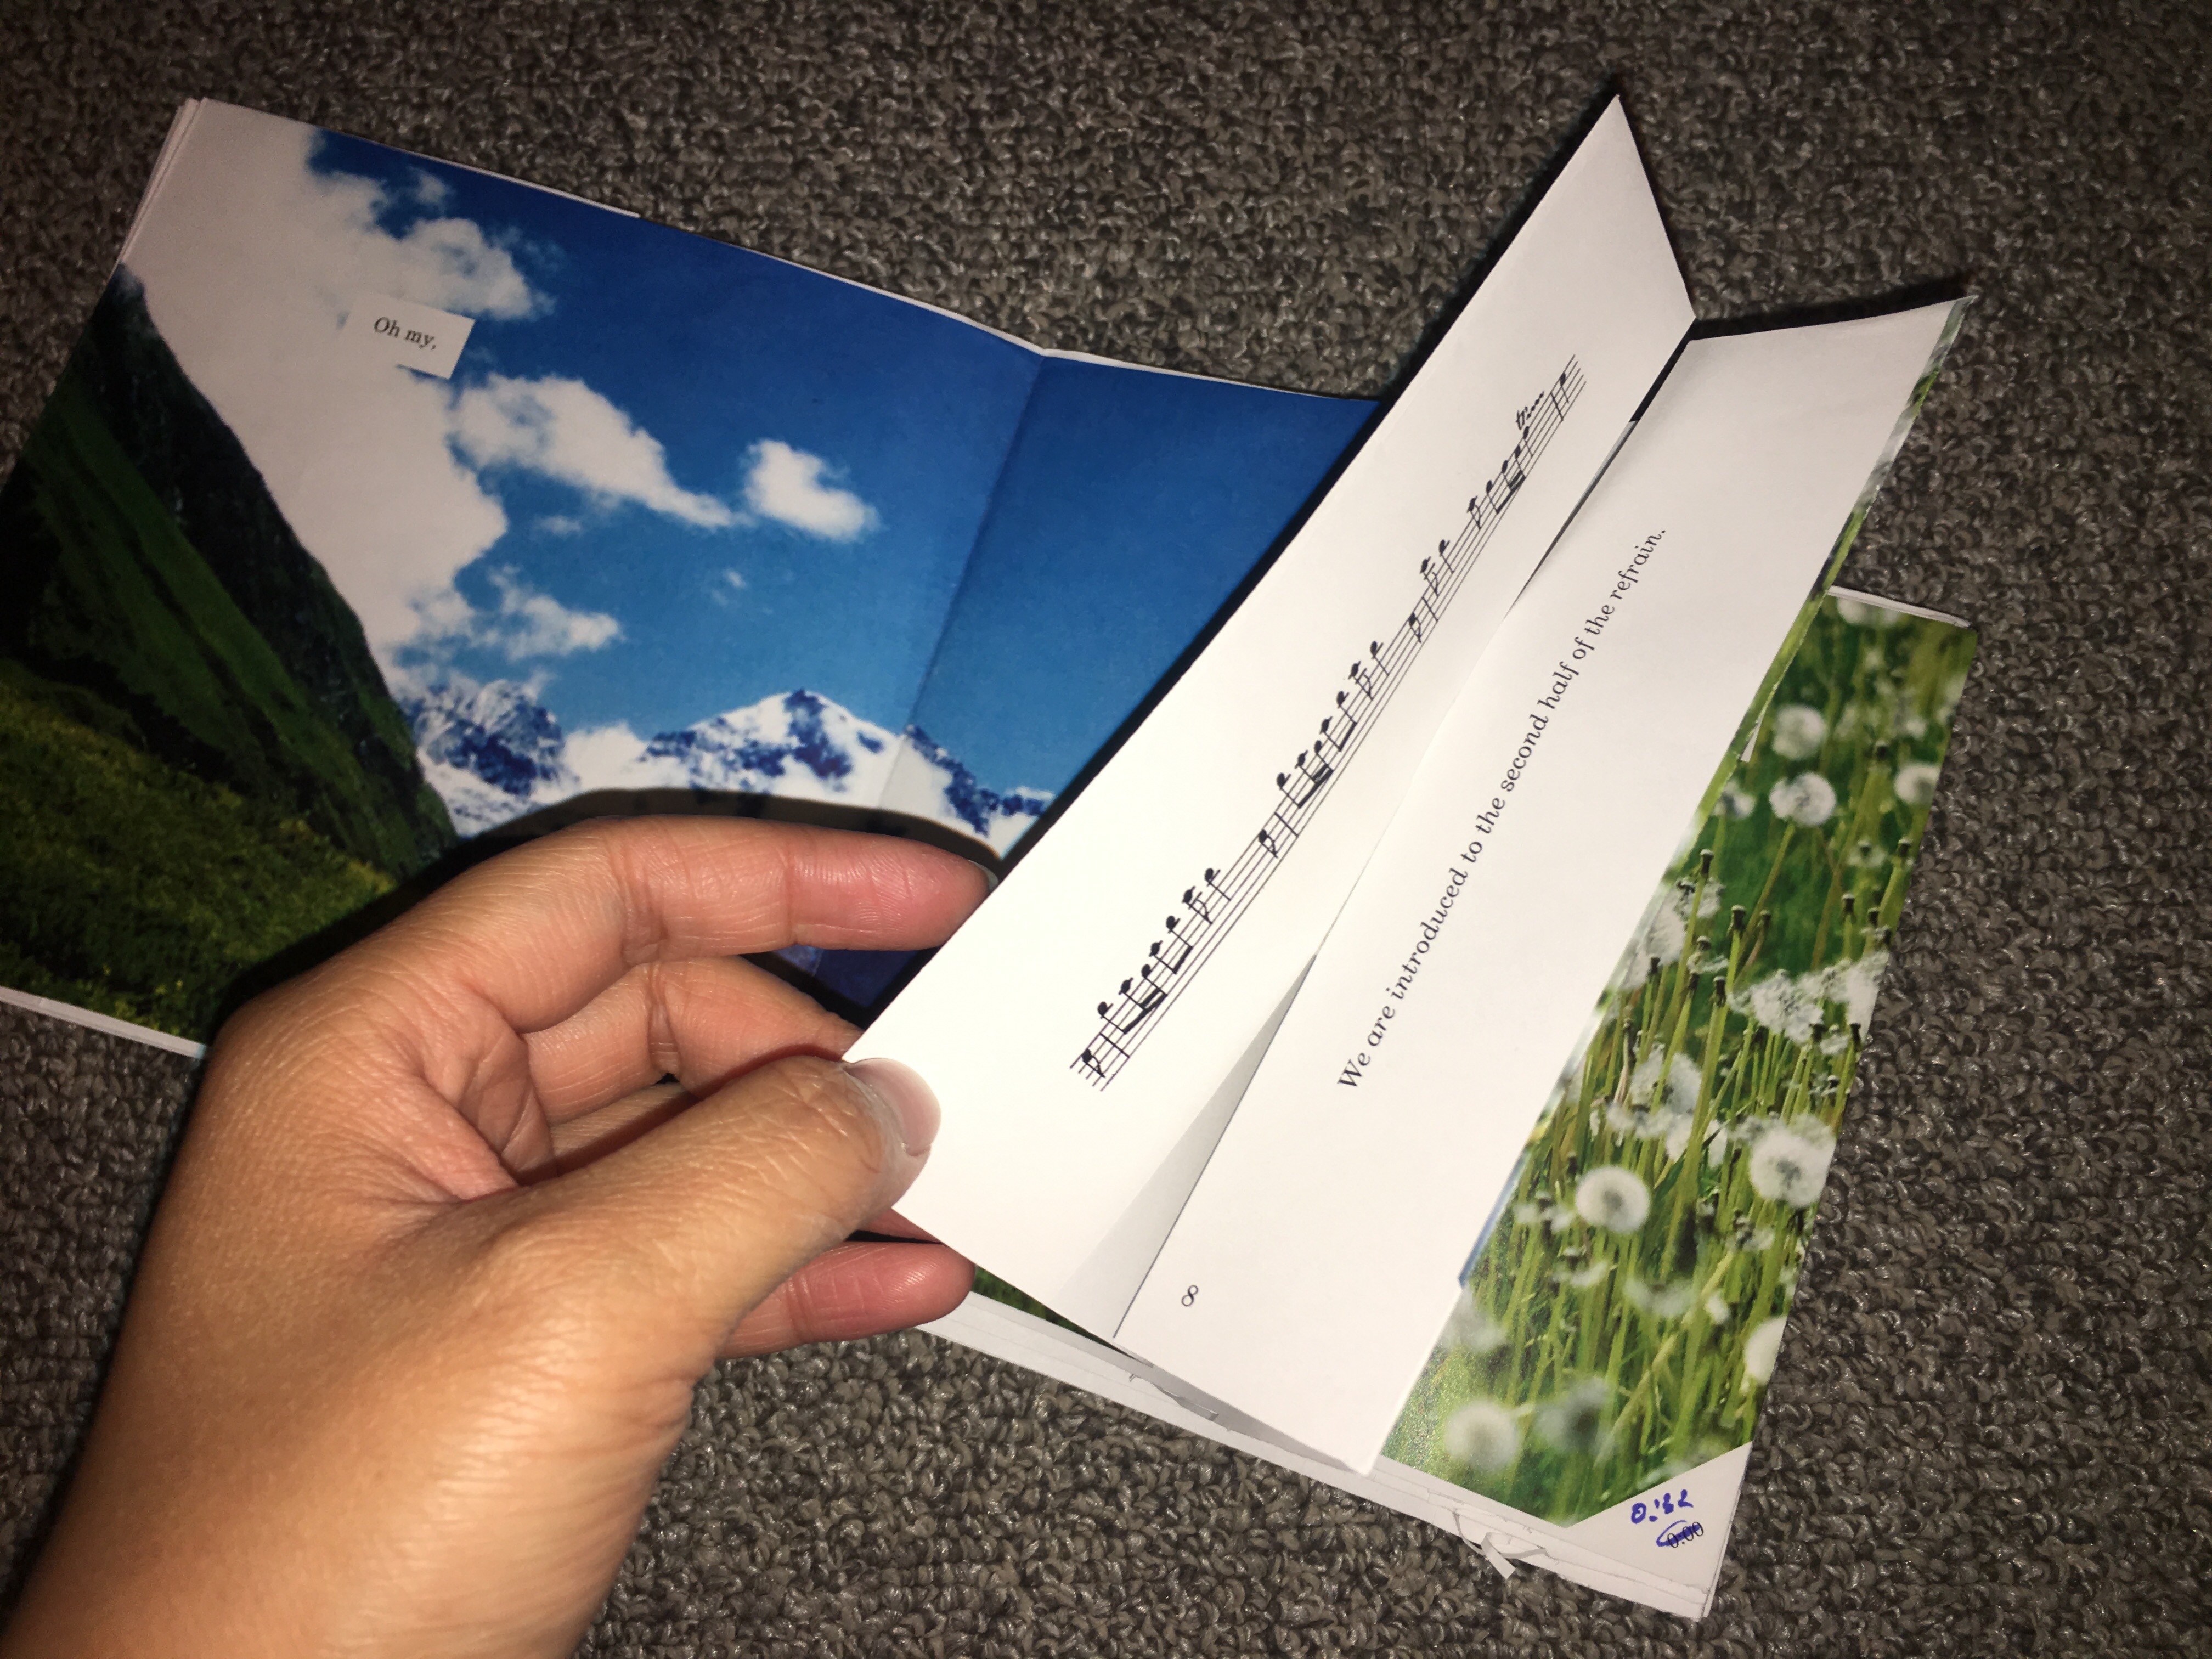 Oh my,
We are introduced to the second half of the refrain.
8
0:32
0:00